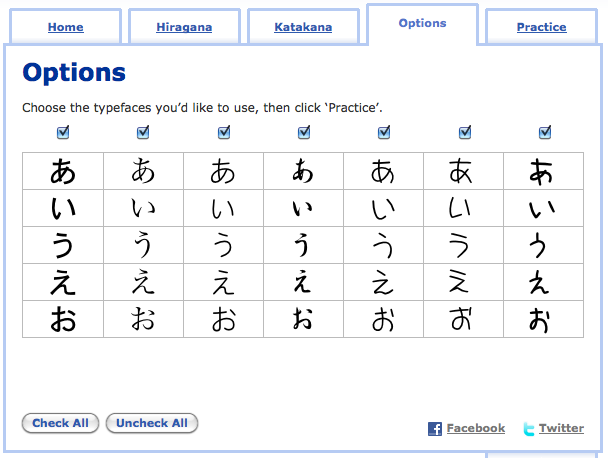 Home Hiragana Katakana Options Practice
Options
Choose the typefaces you’d like to use, then click ‘Practice’.
あ あ あ あ あ あ あ
い い い い い い い
う う う う う う う
え え え え え え え
お お お お お お お
Check All Uncheck All Facebook Twitter